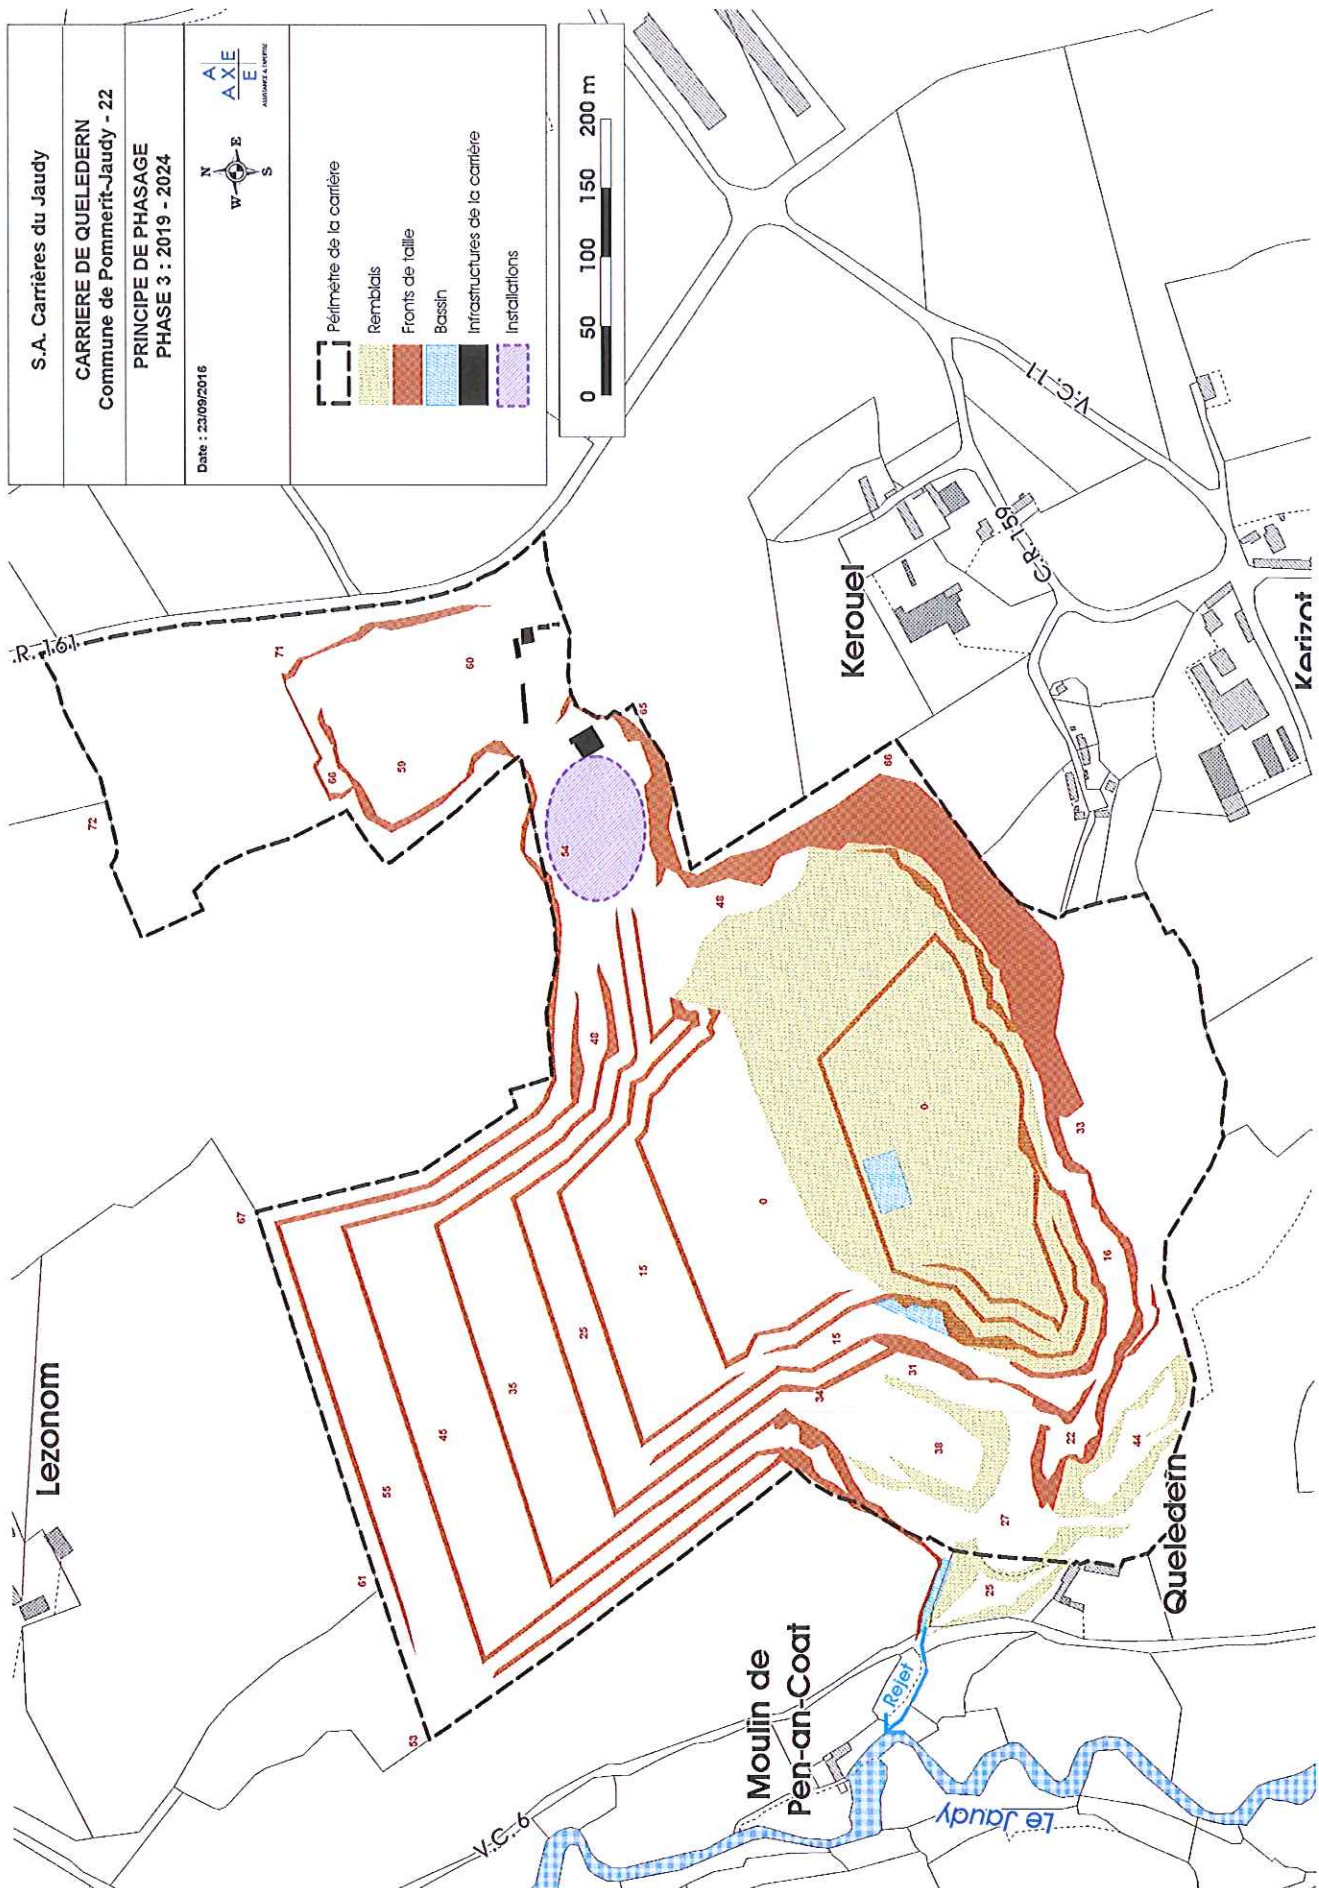 S.A. Carrières du Jaudy
CARRIERE DE QUELEDERN
Commune de Pommerit-Jaudy - 22
PRINCIPE DE PHASAGE
PHASE 3 : 2019 - 2024
Date : 23/09/2016
N
W E
S
A
AXE
E
ASSISTANCE & EXPERTISE
Périmètre de la carrière
Remblais
Fronts de taille
Bassin
Infrastructures de la carrière
Installations
0 50 100 150 200 m
Lezonom
.R. 161
72
71
66
59
60
65
54
67
61
53
55
45
35
25
15
0
48
48
66
0
33
16
15
31
34
38
22
44
27
25
Kerouel
C.R. 159
V.C. 11
Kerizot
Queledern
Moulin de
Pen-an-Coat
Rejet
Le Jaudy
V.C. 6